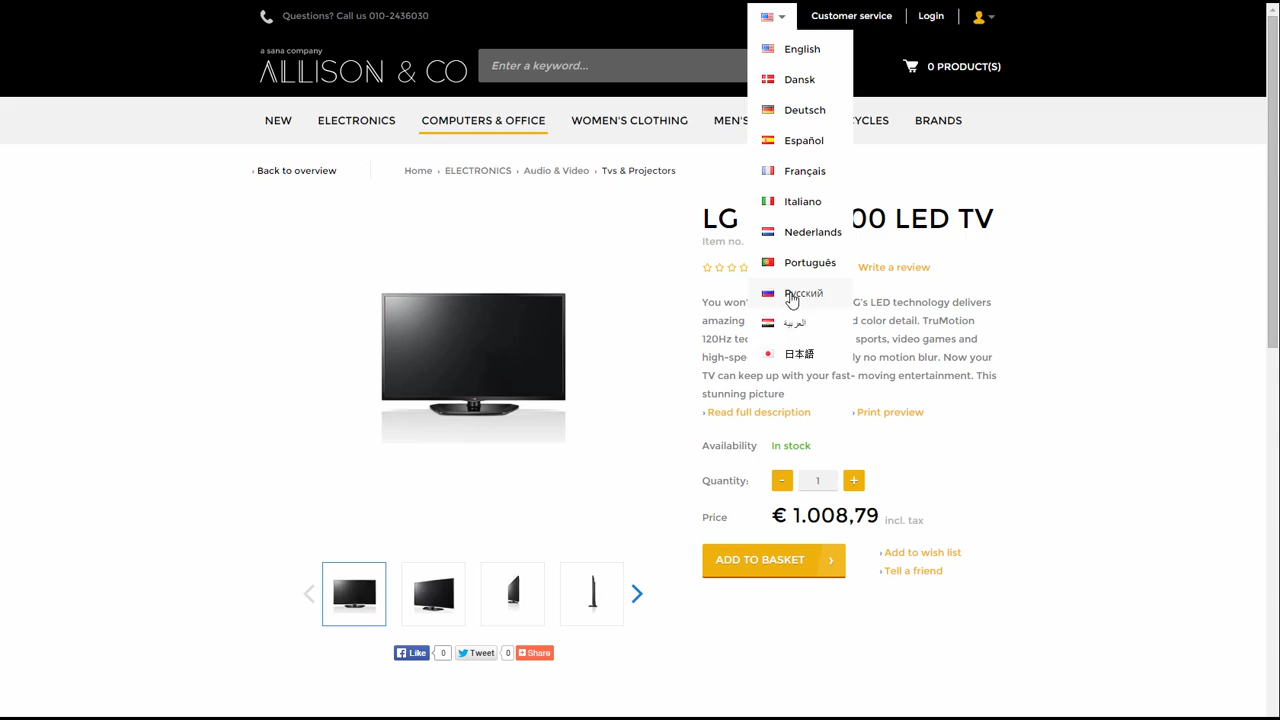 Questions? Call us 010-2436030
Customer service
Login
a sana company
ALLISON & CO
Enter a keyword...
0 PRODUCT(S)
English
Dansk
Deutsch
Español
Français
Italiano
Nederlands
Português
Русский
العربية
日本語
NEW
ELECTRONICS
COMPUTERS & OFFICE
WOMEN'S CLOTHING
MEN'S
BRANDS
‹ Back to overview
Home › ELECTRONICS › Audio & Video › Tvs & Projectors
LG 00 LED TV
Item no.
Write a review
You won' G's LED technology delivers
amazing d color detail. TruMotion
120Hz sports, video games and
high-spe no motion blur. Now your
TV can keep up with your fast- moving entertainment. This
stunning picture
› Read full description
› Print preview
Availability In stock
Quantity: - 1 +
Price € 1.008,79 incl. tax
ADD TO BASKET ›
› Add to wish list
› Tell a friend
Like 0 Tweet 0 Share